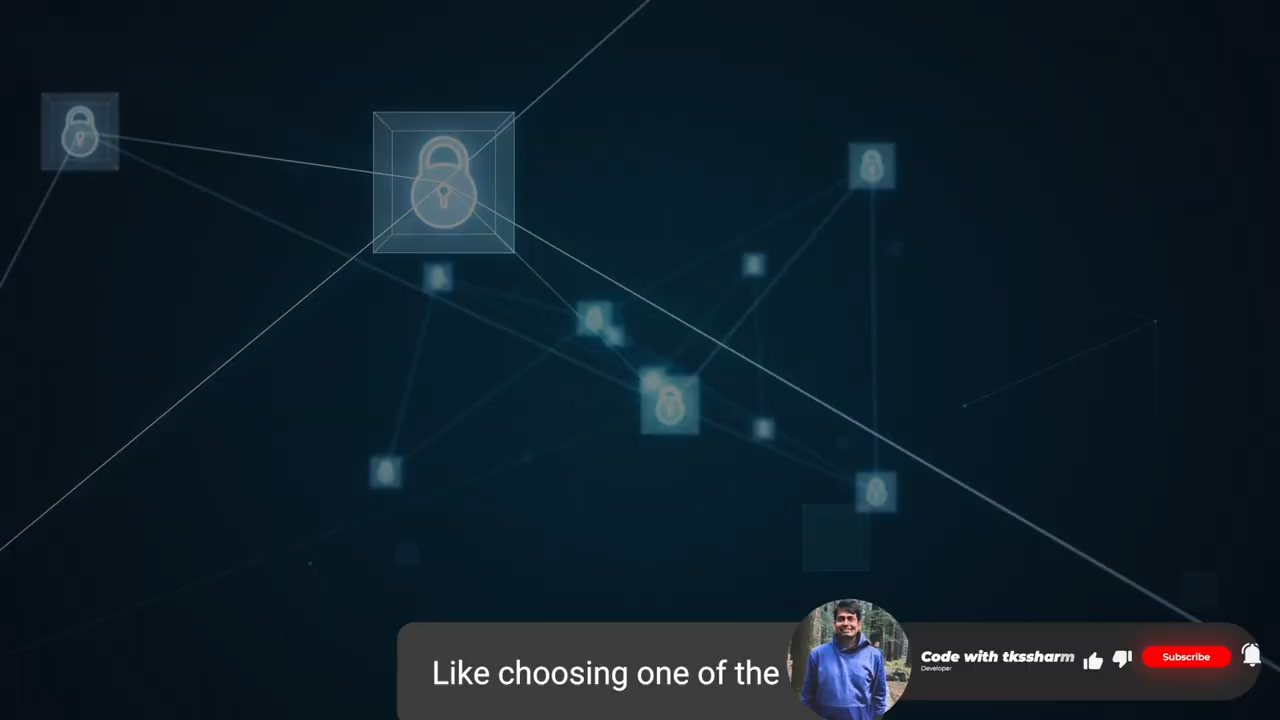 Like choosing one of the
Code with tkssharm
Developer
Subscribe